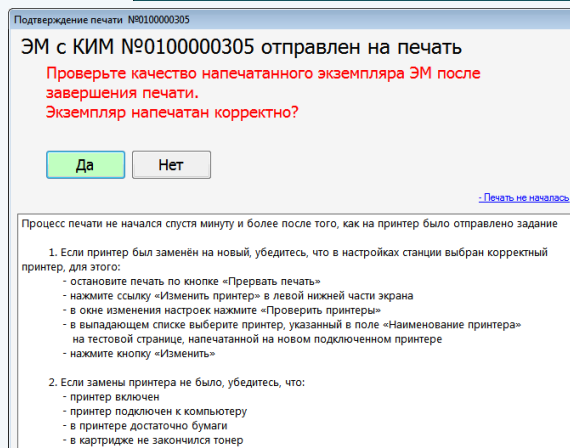 Подтверждение печати №0100000305
ЭМ с КИМ №0100000305 отправлен на печать
Проверьте качество напечатанного экземпляра ЭМ после
завершения печати.
Экземпляр напечатан корректно?
Да
Нет
- Печать не началась
Процесс печати не начался спустя минуту и более после того, как на принтер было отправлено задание
1. Если принтер был заменён на новый, убедитесь, что в настройках станции выбран корректный
принтер, для этого:
- остановите печать по кнопке «Прервать печать»
- нажмите ссылку «Изменить принтер» в левой нижней части экрана
- в окне изменения настроек нажмите «Проверить принтеры»
- в выпадающем списке выберите принтер, указанный в поле «Наименование принтера»
на тестовой странице, напечатанной на новом подключенном принтере
- нажмите кнопку «Изменить»
2. Если замены принтера не было, убедитесь, что:
- принтер включен
- принтер подключен к компьютеру
- в принтере достаточно бумаги
- в картридже не закончился тонер